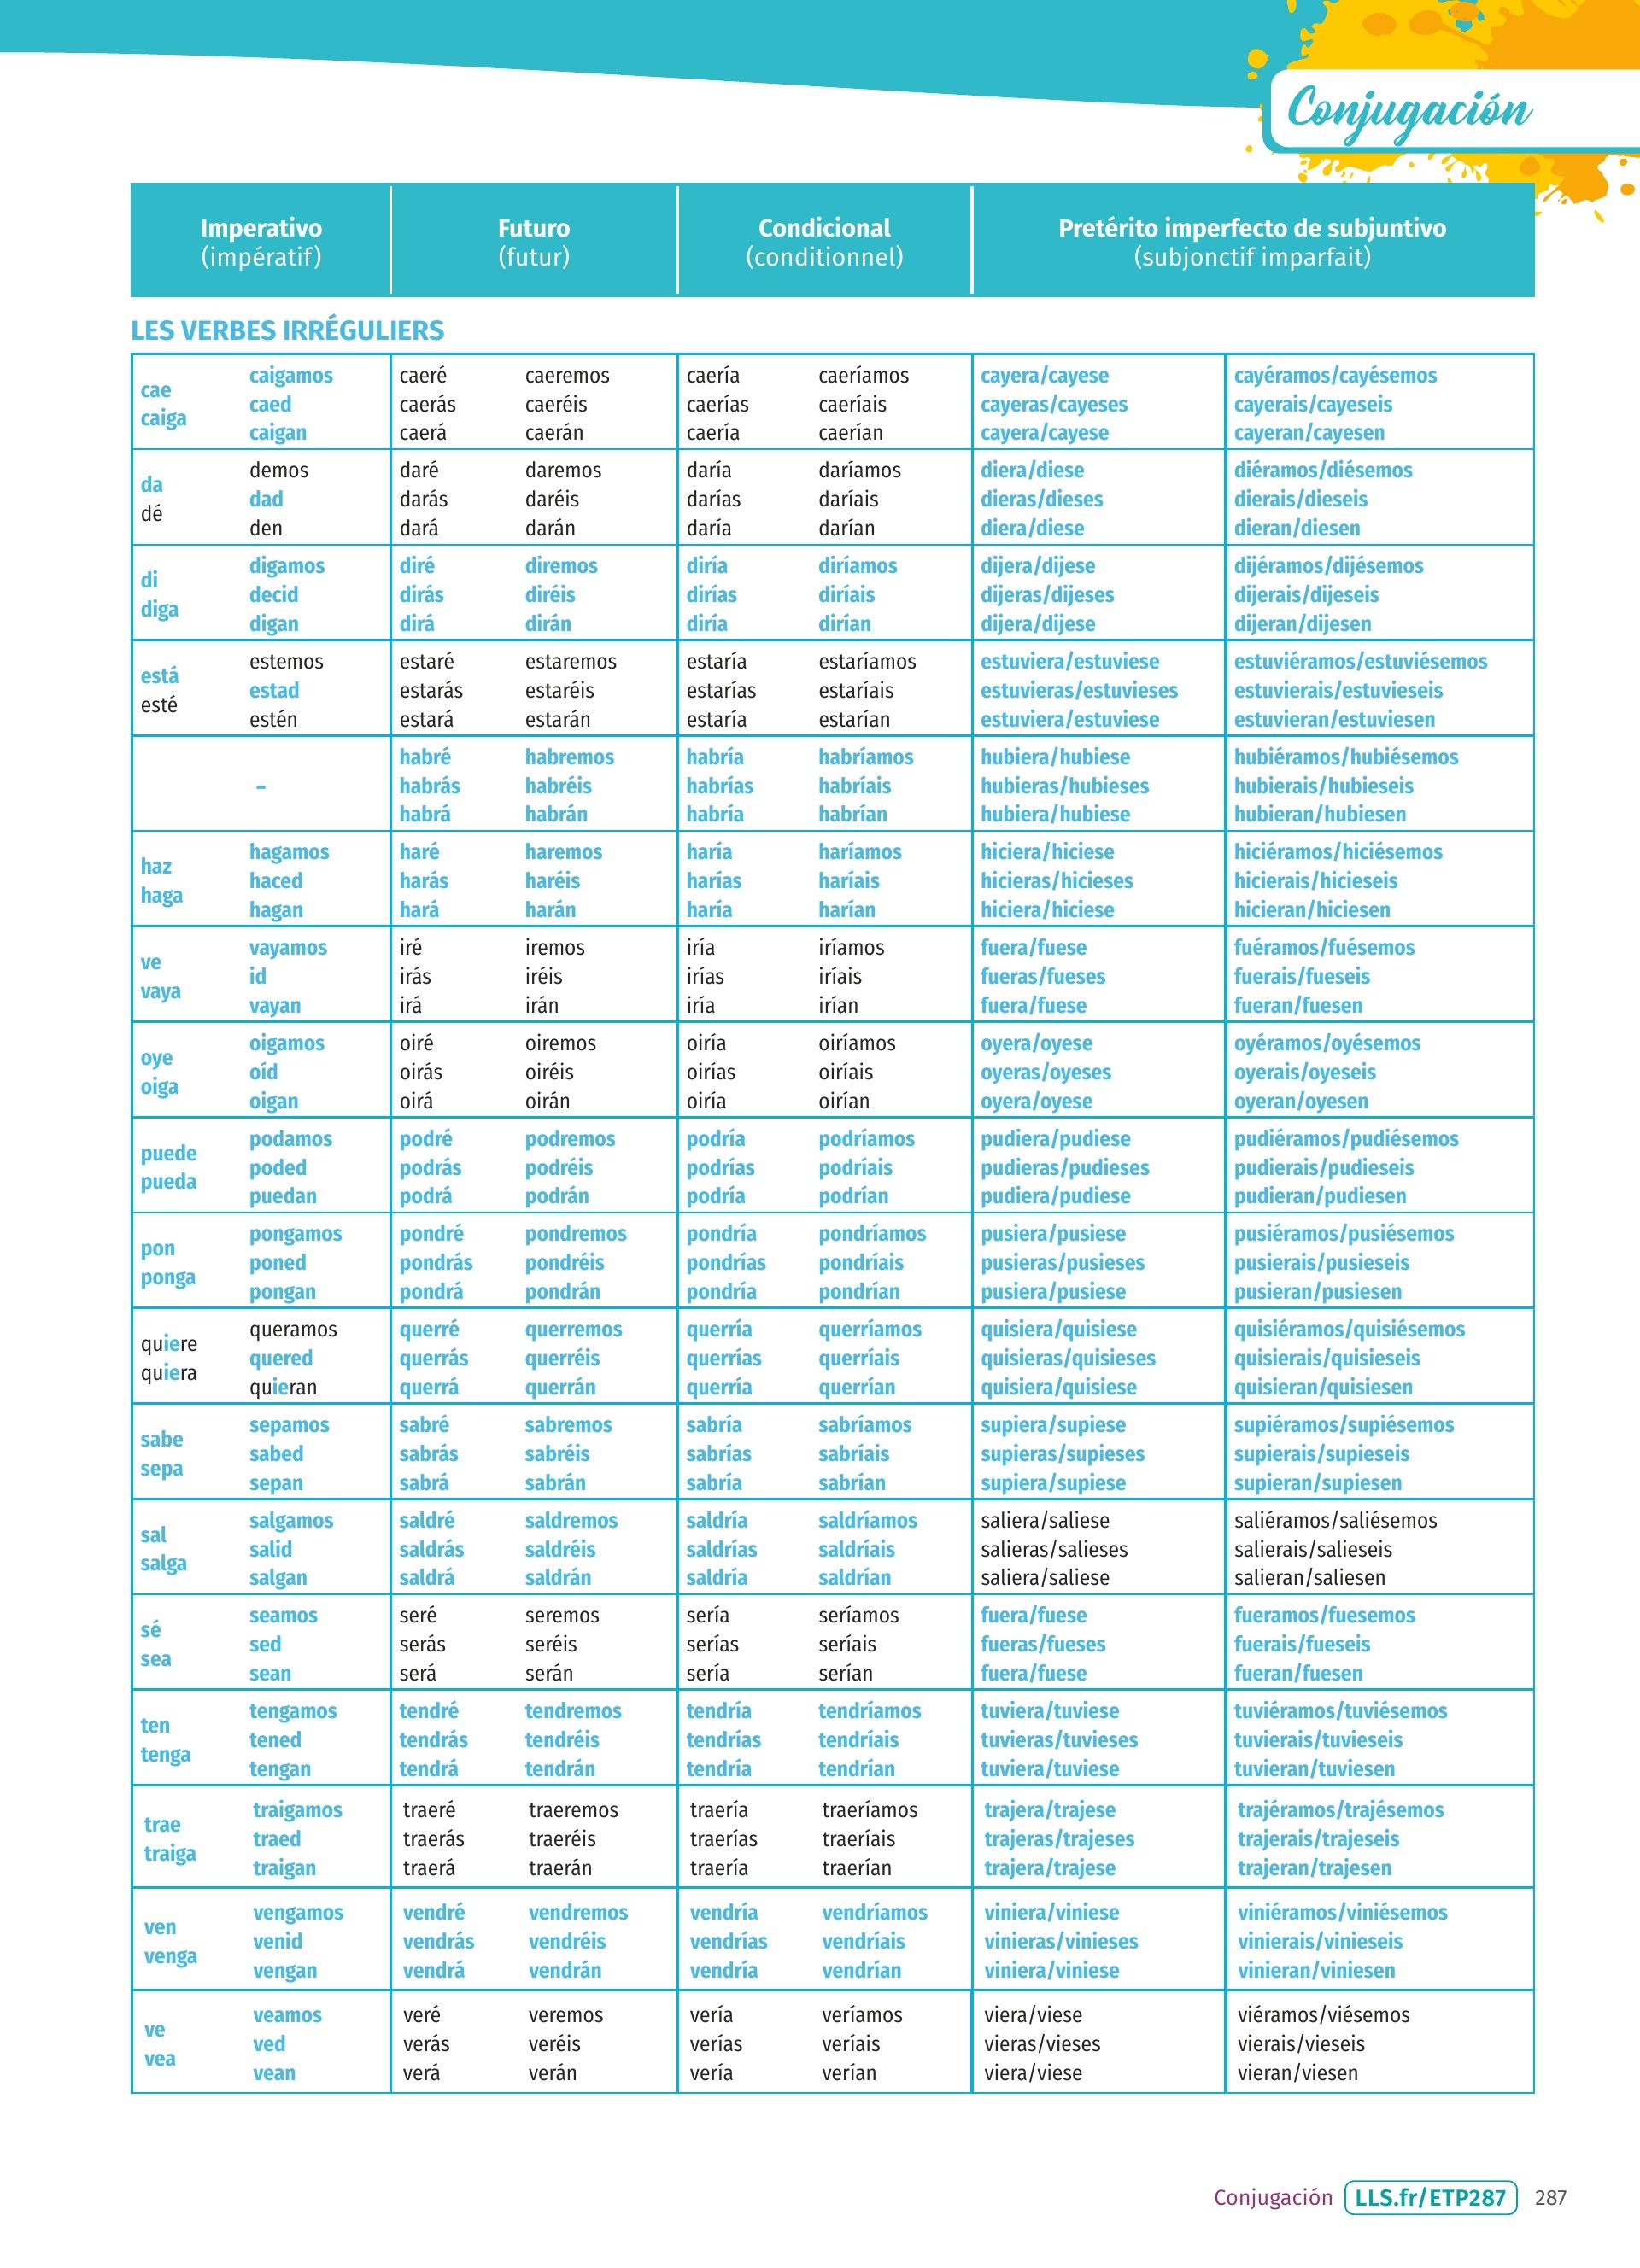 Conjugación
Imperativo Futuro Condicional Pretérito imperfecto de subjuntivo
(impératif) (futur) (conditionnel) (subjonctif imparfait)
LES VERBES IRRÉGULIERS
cae
caiga
caigamos
caed
caigan
caeré caeremos caería caeríamos cayera/cayese cayéramos/cayésemos
caerás caeréis caerías caeríais cayeras/cayeses cayerais/cayeseis
caerá caerán caería caerían cayera/cayese cayeran/cayesen
da
dé
demos
dad
den
daré daremos daría daríamos diera/diese diéramos/diésemos
darás daréis darías daríais dieras/dieses dierais/dieseis
dará darán daría darían diera/diese dieran/diesen
di
diga
digamos
decid
digan
diré diremos diría diríamos dijera/dijese dijéramos/dijésemos
dirás diréis dirías diríais dijeras/dijeses dijerais/dijeseis
dirá dirán diría dirían dijera/dijese dijeran/dijesen
está
esté
estemos
estad
estén
estaré estaremos estaría estaríamos estuviera/estuviese estuviéramos/estuviésemos
estarás estaréis estarías estaríais estuvieras/estuvieses estuvierais/estuvieseis
estará estarán estaría estarían estuviera/estuviese estuvieran/estuviesen
–
habré habremos habría habríamos hubiera/hubiese hubiéramos/hubiésemos
habrás habréis habrías habríais hubieras/hubieses hubierais/hubieseis
habrá habrán habría habrían hubiera/hubiese hubieran/hubiesen
haz
haga
hagamos
haced
hagan
haré haremos haría haríamos hiciera/hiciese hiciéramos/hiciésemos
harás haréis harías haríais hicieras/hicieses hicierais/hicieseis
hará harán haría harían hiciera/hiciese hicieran/hiciesen
ve
vaya
vayamos
id
vayan
iré iremos iría iríamos fuera/fuese fuéramos/fuésemos
irás iréis irías iríais fueras/fueses fuerais/fueseis
irá irán iría irían fuera/fuese fueran/fuesen
oye
oiga
oigamos
oíd
oigan
oiré oiremos oiría oiríamos oyera/oyese oyéramos/oyésemos
oirás oiréis oirías oiríais oyeras/oyeses oyerais/oyeseis
oirá oirán oiría oirían oyera/oyese oyeran/oyesen
puede
pueda
podamos
poded
puedan
podré podremos podría podríamos pudiera/pudiese pudiéramos/pudiésemos
podrás podréis podrías podríais pudieras/pudieses pudierais/pudieseis
podrá podrán podría podrían pudiera/pudiese pudieran/pudiesen
pon
ponga
pongamos
poned
pongan
pondré pondremos pondría pondríamos pusiera/pusiese pusiéramos/pusiésemos
pondrás pondréis pondrías pondríais pusieras/pusieses pusierais/pusieseis
pondrá pondrán pondría pondrían pusiera/pusiese pusieran/pusiesen
quiere
quiera
queramos
quered
quieran
querré querremos querría querríamos quisiera/quisiese quisiéramos/quisiésemos
querrás querréis querrías querríais quisieras/quisieses quisierais/quisieseis
querrá querrán querría querrían quisiera/quisiese quisieran/quisiesen
sabe
sepa
sepamos
sabed
sepan
sabré sabremos sabría sabríamos supiera/supiese supiéramos/supiésemos
sabrás sabréis sabrías sabríais supieras/supieses supierais/supieseis
sabrá sabrán sabría sabrían supiera/supiese supieran/supiesen
sal
salga
salgamos
salid
salgan
saldré saldremos saldría saldríamos saliera/saliese saliéramos/saliésemos
saldrás saldréis saldrías saldríais salieras/salieses salierais/salieseis
saldrá saldrán saldría saldrían saliera/saliese salieran/saliesen
sé
sea
seamos
sed
sean
seré seremos sería seríamos fuera/fuese fueramos/fuesemos
serás seréis serías seríais fueras/fueses fuerais/fueseis
será serán sería serían fuera/fuese fueran/fuesen
ten
tenga
tengamos
tened
tengan
tendré tendremos tendría tendríamos tuviera/tuviese tuviéramos/tuviésemos
tendrás tendréis tendrías tendríais tuvieras/tuvieses tuvierais/tuvieseis
tendrá tendrán tendría tendrían tuviera/tuviese tuvieran/tuviesen
trae
traiga
traigamos
traed
traigan
traeré traeremos traería traeríamos trajera/trajese trajéramos/trajésemos
traerás traeréis traerías traeríais trajeras/trajeses trajerais/trajeseis
traerá traerán traería traerían trajera/trajese trajeran/trajesen
ven
venga
vengamos
venid
vengan
vendré vendremos vendría vendríamos viniera/viniese viniéramos/viniésemos
vendrás vendréis vendrías vendríais vinieras/vinieses vinierais/vinieseis
vendrá vendrán vendría vendrían viniera/viniese vinieran/viniesen
ve
vea
veamos
ved
vean
veré veremos vería veríamos viera/viese viéramos/viésemos
verás veréis verías veríais vieras/vieses vierais/vieseis
verá verán vería verían viera/viese vieran/viesen
Conjugación LLS.fr/ETP287 287